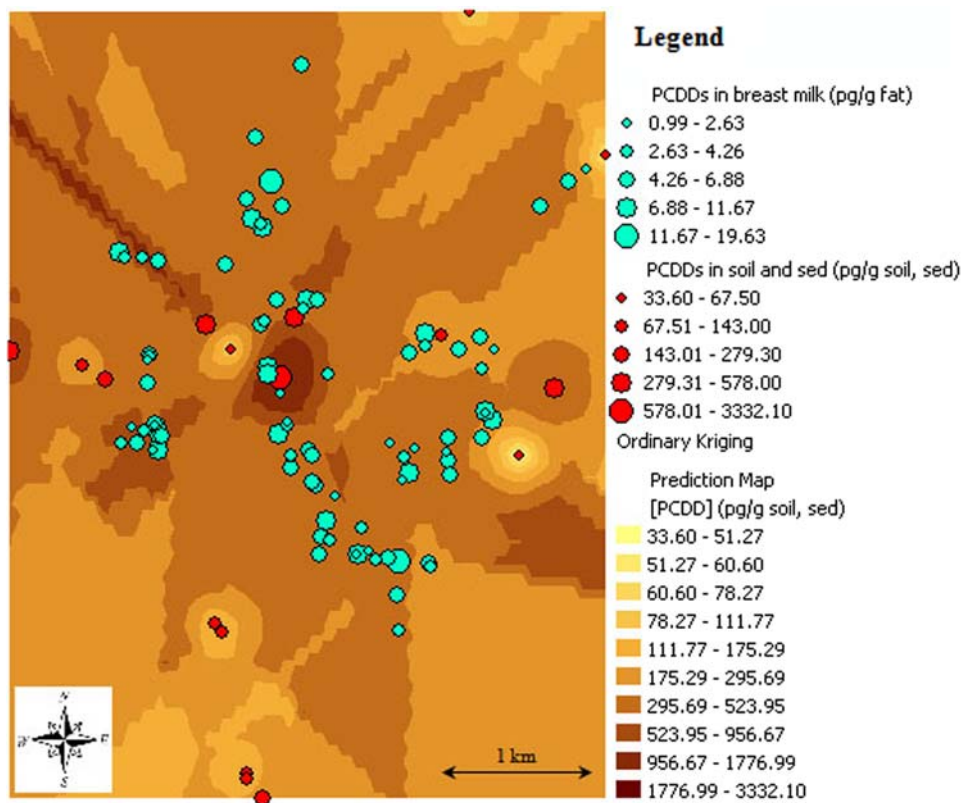 Legend
PCDDs in breast milk (pg/g fat)
0.99 - 2.63
2.63 - 4.26
4.26 - 6.88
6.88 - 11.67
11.67 - 19.63
PCDDs in soil and sed (pg/g soil, sed)
33.60 - 67.50
67.51 - 143.00
143.01 - 279.30
279.31 - 578.00
578.01 - 3332.10
Ordinary Kriging
Prediction Map
[PCDD] (pg/g soil, sed)
33.60 - 51.27
51.27 - 60.60
60.60 - 78.27
78.27 - 111.77
111.77 - 175.29
175.29 - 295.69
295.69 - 523.95
523.95 - 956.67
956.67 - 1776.99
1776.99 - 3332.10
N
W
E
S
1 km